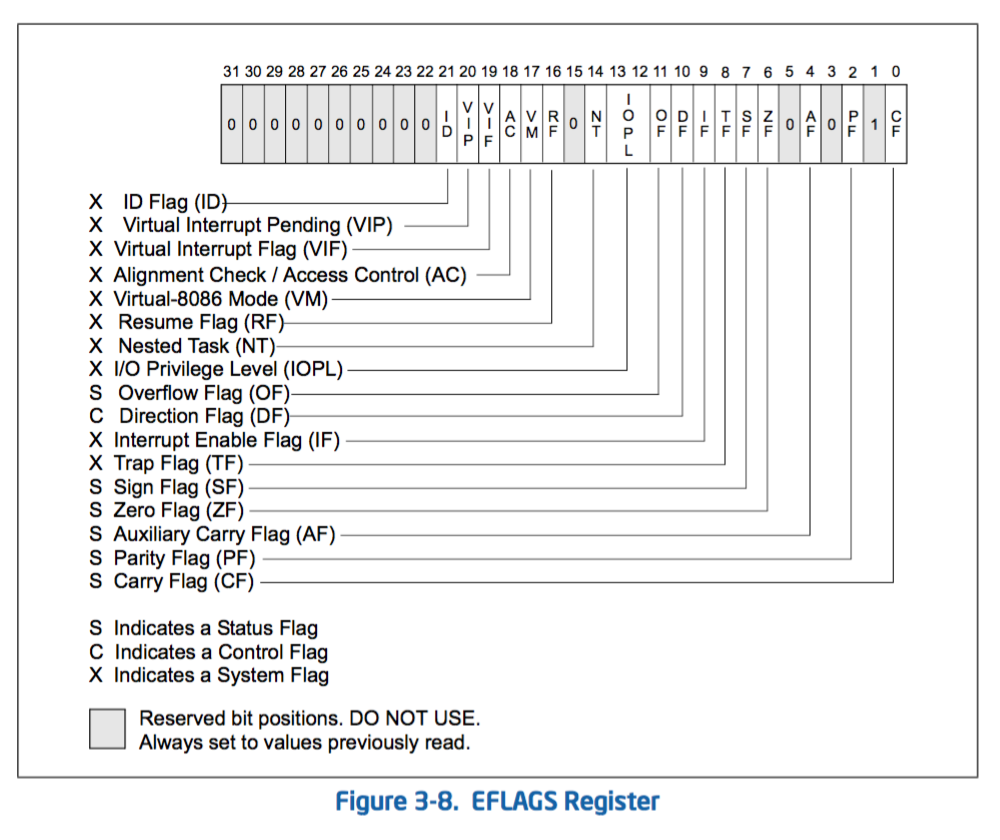 31 30 29 28 27 26 25 24 23 22 21 20 19 18 17 16 15 14 13 12 11 10 9 8 7 6 5 4 3 2 1 0
0 0 0 0 0 0 0 0 0 0 ID VIP VIF AC VM RF 0 NT IOPL OF DF IF TF SF ZF 0 AF 0 PF 1 CF
X ID Flag (ID)
X Virtual Interrupt Pending (VIP)
X Virtual Interrupt Flag (VIF)
X Alignment Check / Access Control (AC)
X Virtual-8086 Mode (VM)
X Resume Flag (RF)
X Nested Task (NT)
X I/O Privilege Level (IOPL)
S Overflow Flag (OF)
C Direction Flag (DF)
X Interrupt Enable Flag (IF)
X Trap Flag (TF)
S Sign Flag (SF)
S Zero Flag (ZF)
S Auxiliary Carry Flag (AF)
S Parity Flag (PF)
S Carry Flag (CF)
S Indicates a Status Flag
C Indicates a Control Flag
X Indicates a System Flag
Reserved bit positions. DO NOT USE.
Always set to values previously read.
Figure 3-8. EFLAGS Register